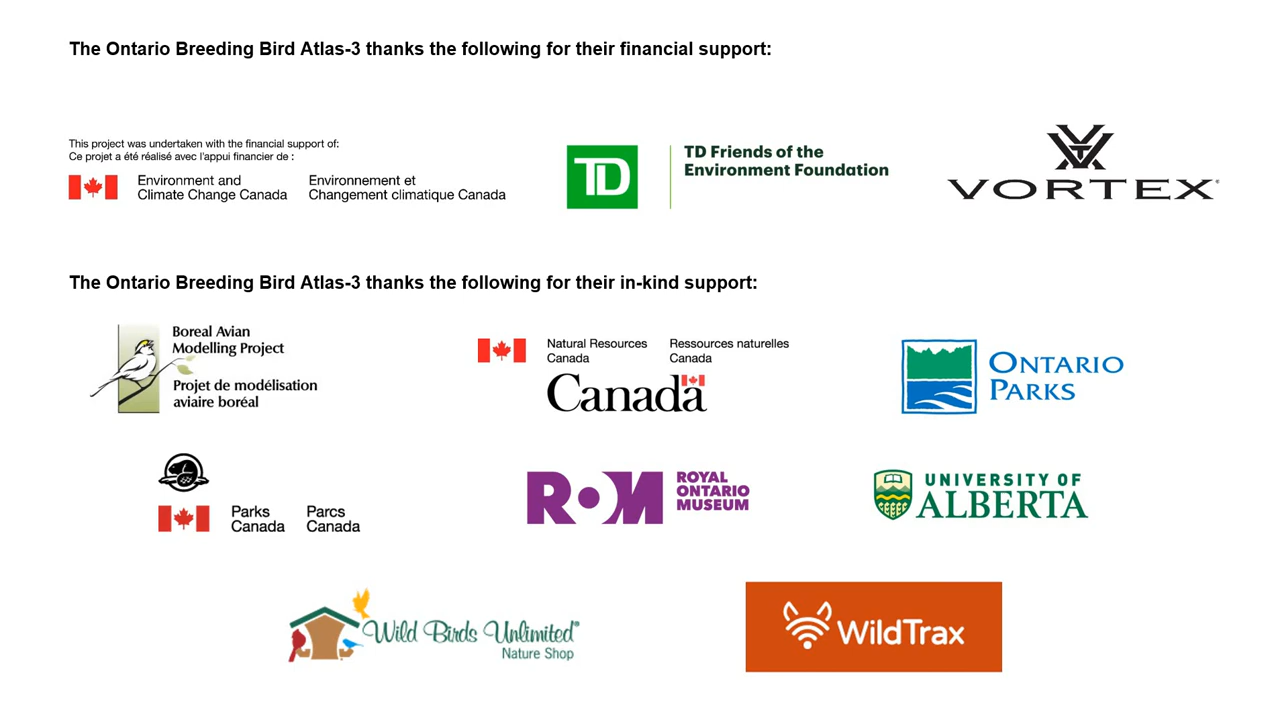 The Ontario Breeding Bird Atlas-3 thanks the following for their financial support:
This project was undertaken with the financial support of:
Ce projet a été réalisé avec l'appui financier de :
Environment and
Climate Change Canada
Environnement et
Changement climatique Canada
TD
TD Friends of the
Environment Foundation
VORTEX®
The Ontario Breeding Bird Atlas-3 thanks the following for their in-kind support:
Boreal Avian
Modelling Project
Projet de modélisation
aviaire boréal
Natural Resources
Canada
Ressources naturelles
Canada
Canada
ONTARIO
PARKS
Parks
Canada
Parcs
Canada
ROM
ROYAL
ONTARIO
MUSEUM
UNIVERSITY OF
ALBERTA
Wild Birds Unlimited®
Nature Shop
WildTrax